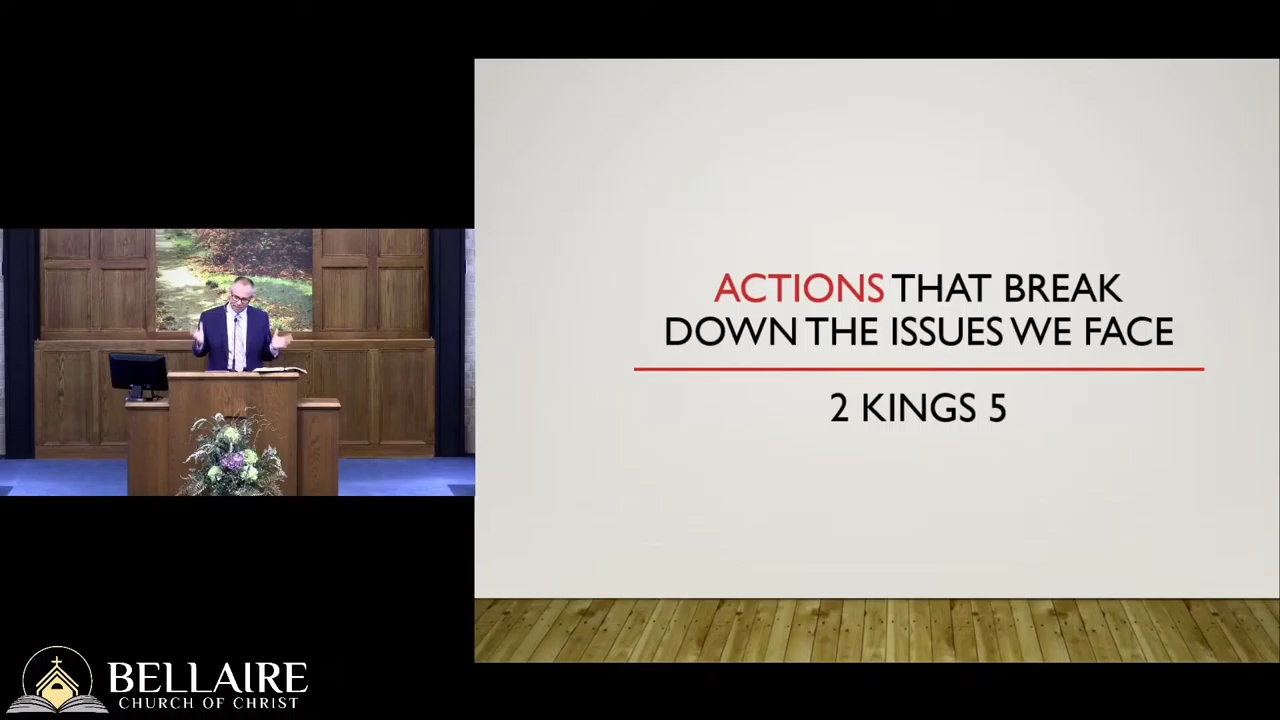 ACTIONS THAT BREAK
DOWN THE ISSUES WE FACE
2 KINGS 5
BELLAIRE
CHURCH OF CHRIST